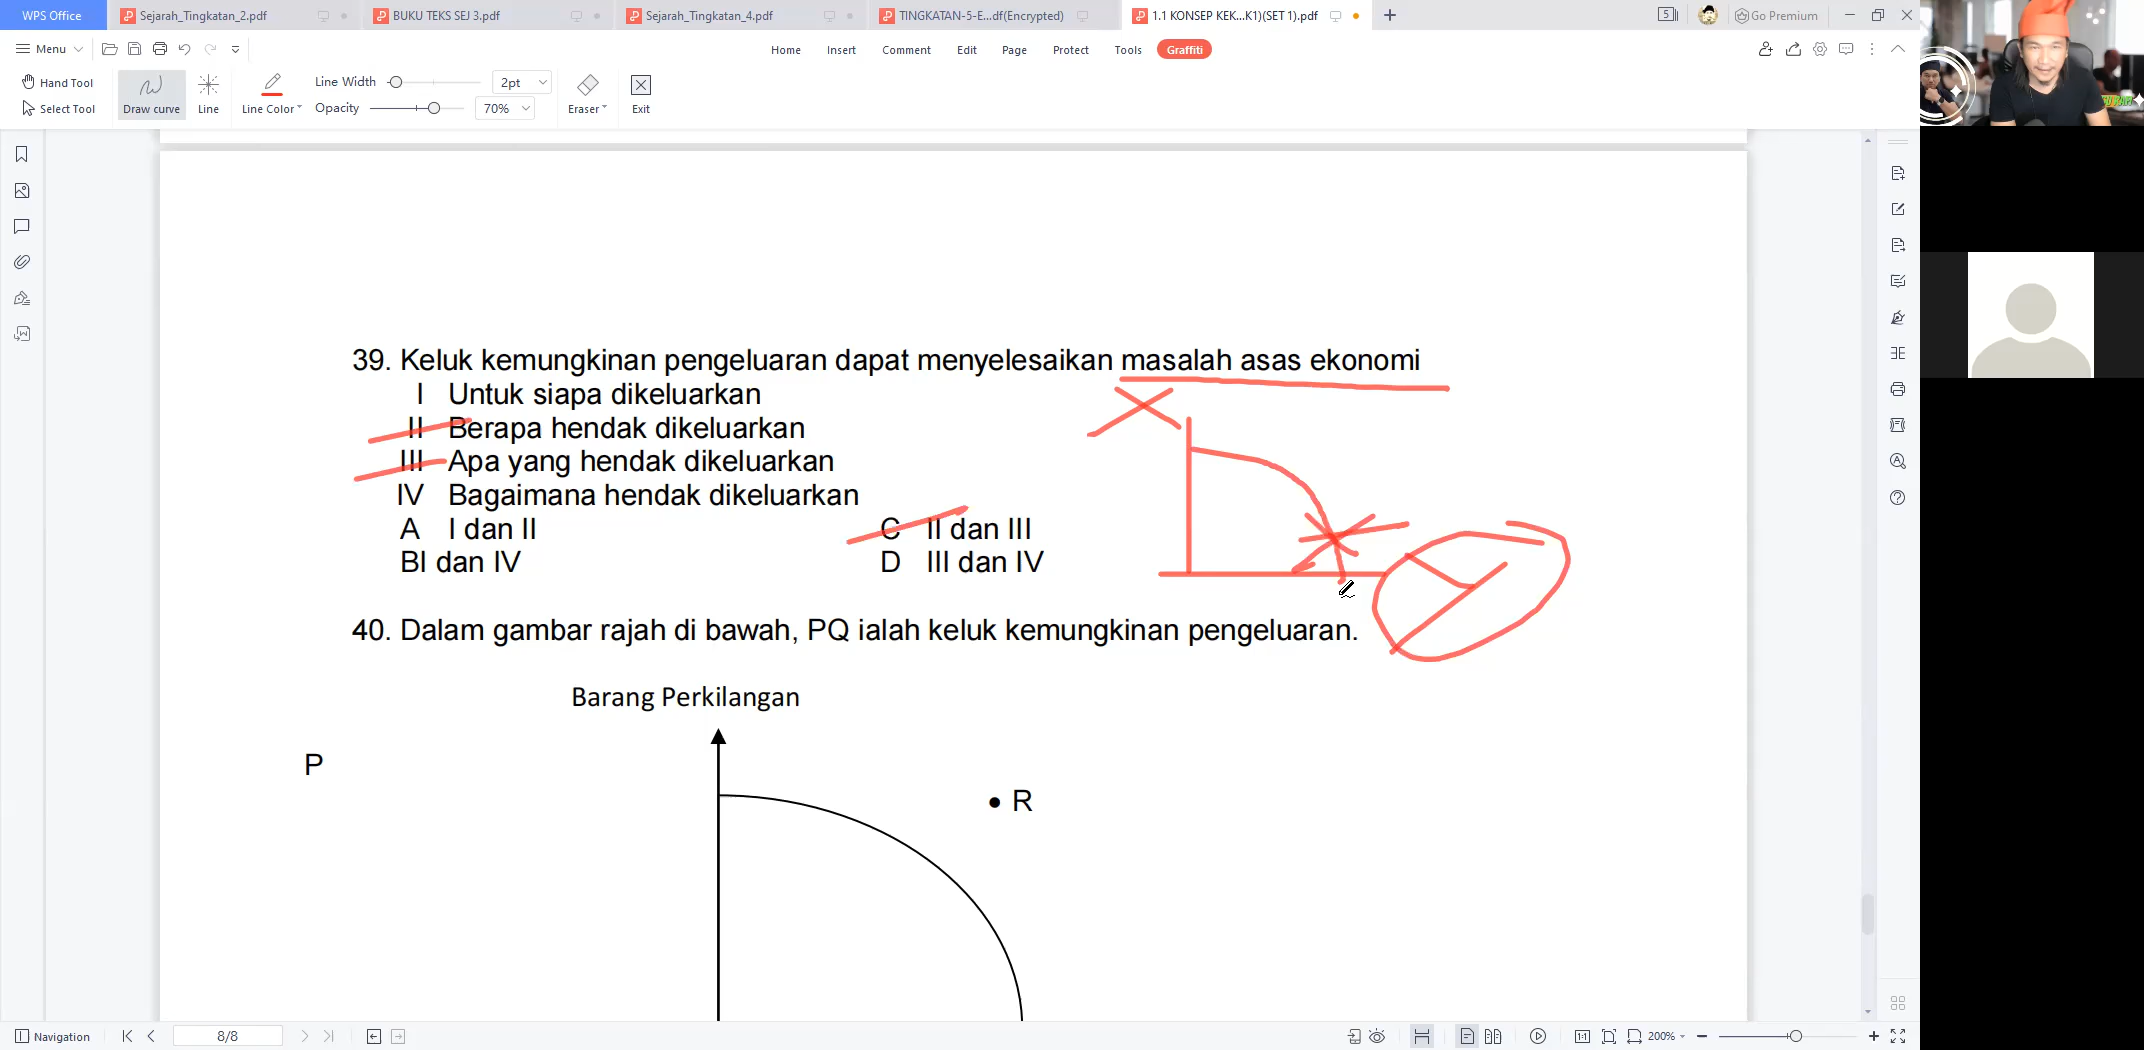 WPS Office Sejarah_Tingkatan_2.pdf BUKU TEKS SEJ 3.pdf Sejarah_Tingkatan_4.pdf TINGKATAN-5-E...df(Encrypted) 1.1 KONSEP KEK...K1)(SET 1).pdf 5 Go Premium
Menu Home Insert Comment Edit Page Protect Tools Graffiti
Hand Tool
Select Tool
Draw curve
Line
Line Color
Line Width 2pt
Opacity 70%
Eraser
Exit
39. Keluk kemungkinan pengeluaran dapat menyelesaikan masalah asas ekonomi
I Untuk siapa dikeluarkan
II Berapa hendak dikeluarkan
III Apa yang hendak dikeluarkan
IV Bagaimana hendak dikeluarkan
A I dan II C II dan III
BI dan IV D III dan IV
40. Dalam gambar rajah di bawah, PQ ialah keluk kemungkinan pengeluaran.
Barang Perkilangan
P
R
Navigation 8/8 1:1 200%